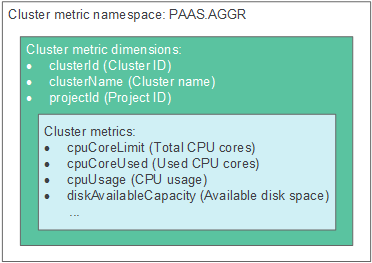 Cluster metric namespace: PAAS.AGGR
Cluster metric dimensions:
• clusterId (Cluster ID)
• clusterName (Cluster name)
• projectId (Project ID)
Cluster metrics:
• cpuCoreLimit (Total CPU cores)
• cpuCoreUsed (Used CPU cores)
• cpuUsage (CPU usage)
• diskAvailableCapacity (Available disk space)
...